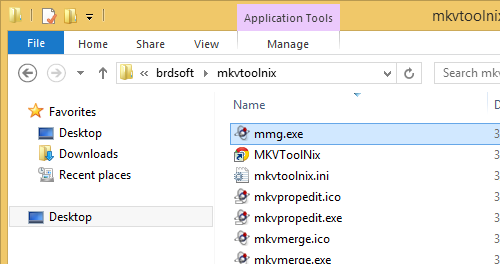 Application Tools
mkvtoolnix
File
Home
Share
View
Manage
« brdsoft ▸ mkvtoolnix
Search mkv
Favorites
Desktop
Downloads
Recent places
Desktop
Name
mmg.exe
3
MKVToolNix
3
mkvtoolnix.ini
3
mkvpropedit.ico
3
mkvpropedit.exe
3
mkvmerge.ico
3
mkvmerge.exe
3